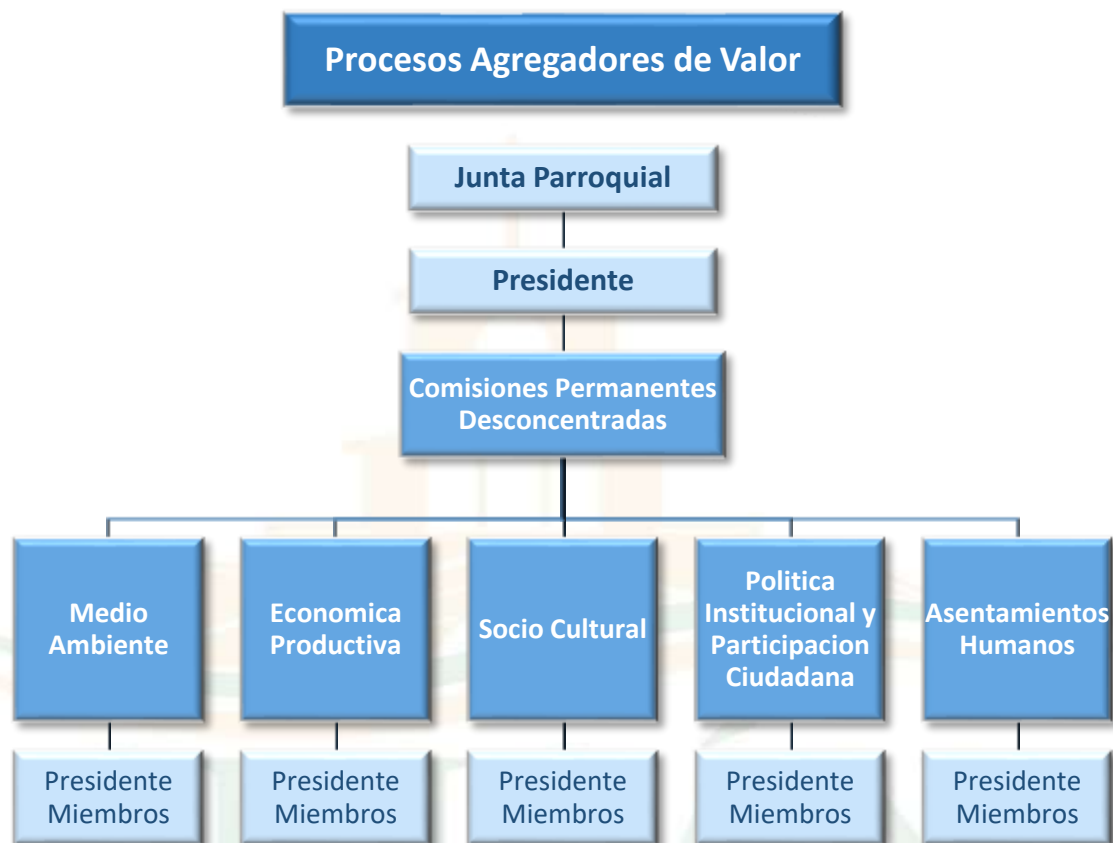 Procesos Agregadores de Valor
Junta Parroquial
Presidente
Comisiones Permanentes
Desconcentradas
Medio
Ambiente
Economica
Productiva
Socio Cultural
Politica
Institucional y
Participacion
Ciudadana
Asentamientos
Humanos
Presidente
Miembros
Presidente
Miembros
Presidente
Miembros
Presidente
Miembros
Presidente
Miembros